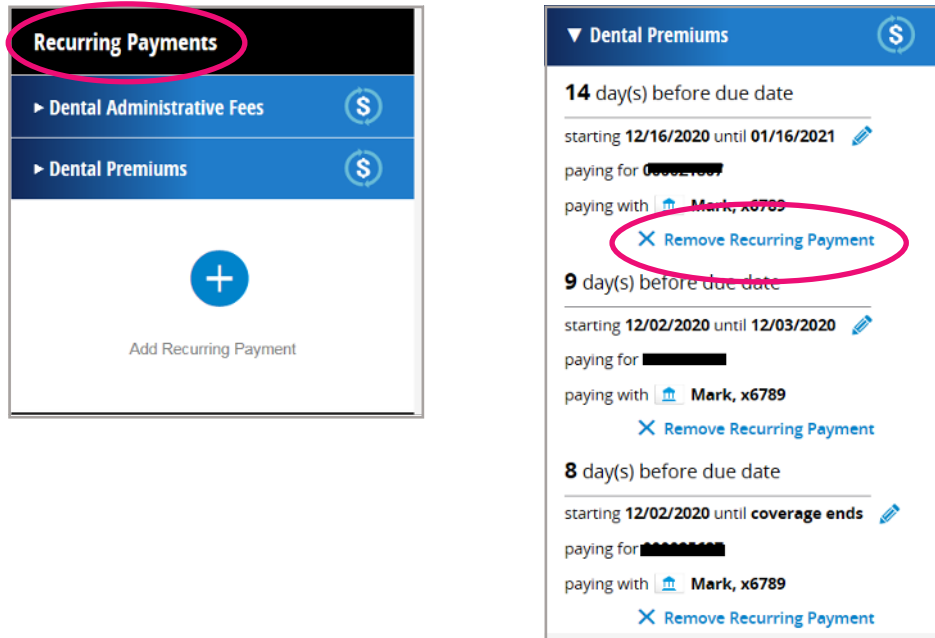 Recurring Payments
▸ Dental Administrative Fees
▸ Dental Premiums
Add Recurring Payment
▼ Dental Premiums
14 day(s) before due date
starting 12/16/2020 until 01/16/2021
paying for
paying with Mark, x6789
Remove Recurring Payment
9 day(s) before due date
starting 12/02/2020 until 12/03/2020
paying for
paying with Mark, x6789
Remove Recurring Payment
8 day(s) before due date
starting 12/02/2020 until coverage ends
paying for
paying with Mark, x6789
Remove Recurring Payment